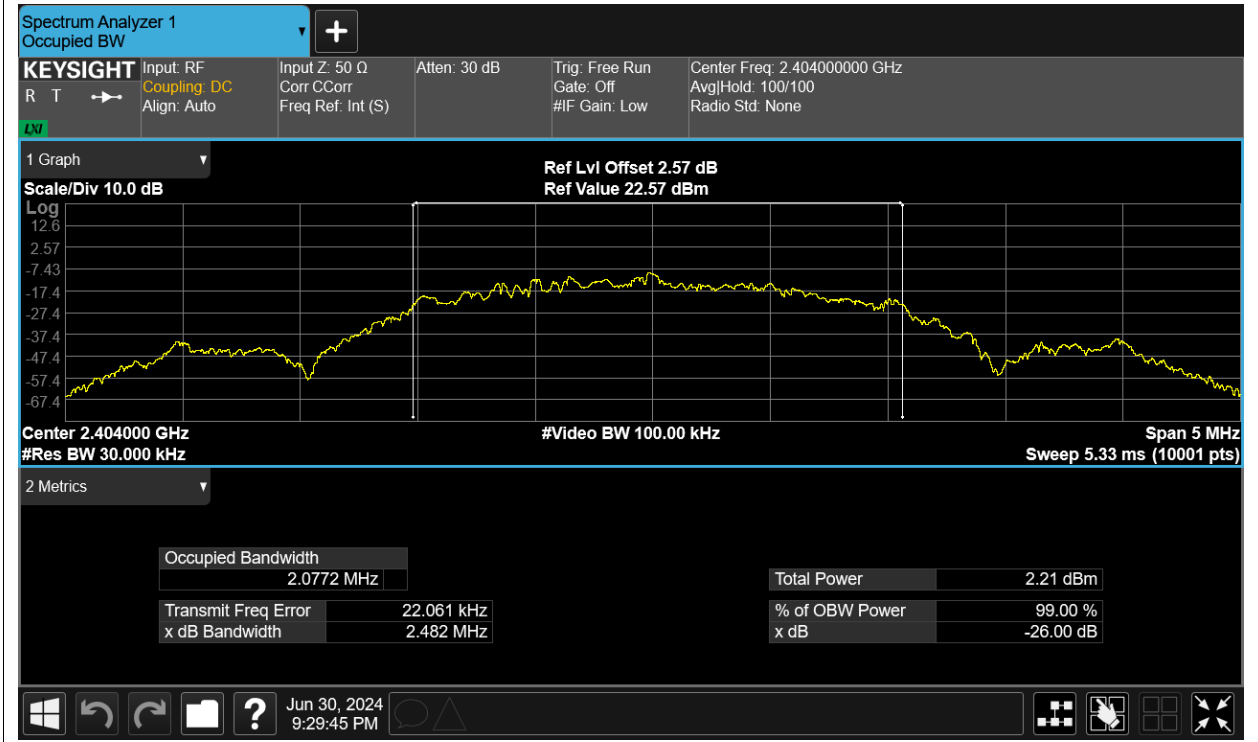 Spectrum Analyzer 1
Occupied BW
KEYSIGHT
R T
LXI
Input: RF
Coupling: DC
Align: Auto
Input Z: 50 Ω
Corr CCorr
Freq Ref: Int (S)
Atten: 30 dB
Trig: Free Run
Gate: Off
#IF Gain: Low
Center Freq: 2.404000000 GHz
Avg|Hold: 100/100
Radio Std: None
1 Graph
Scale/Div 10.0 dB
Ref Lvl Offset 2.57 dB
Ref Value 22.57 dBm
Log
12.6
2.57
-7.43
-17.4
-27.4
-37.4
-47.4
-57.4
-67.4
Center 2.404000 GHz
#Video BW 100.00 kHz
Span 5 MHz
#Res BW 30.000 kHz
Sweep 5.33 ms (10001 pts)
2 Metrics
Occupied Bandwidth
2.0772 MHz
Transmit Freq Error 22.061 kHz
x dB Bandwidth 2.482 MHz
Total Power 2.21 dBm
% of OBW Power 99.00 %
x dB -26.00 dB
?
Jun 30, 2024
9:29:45 PM